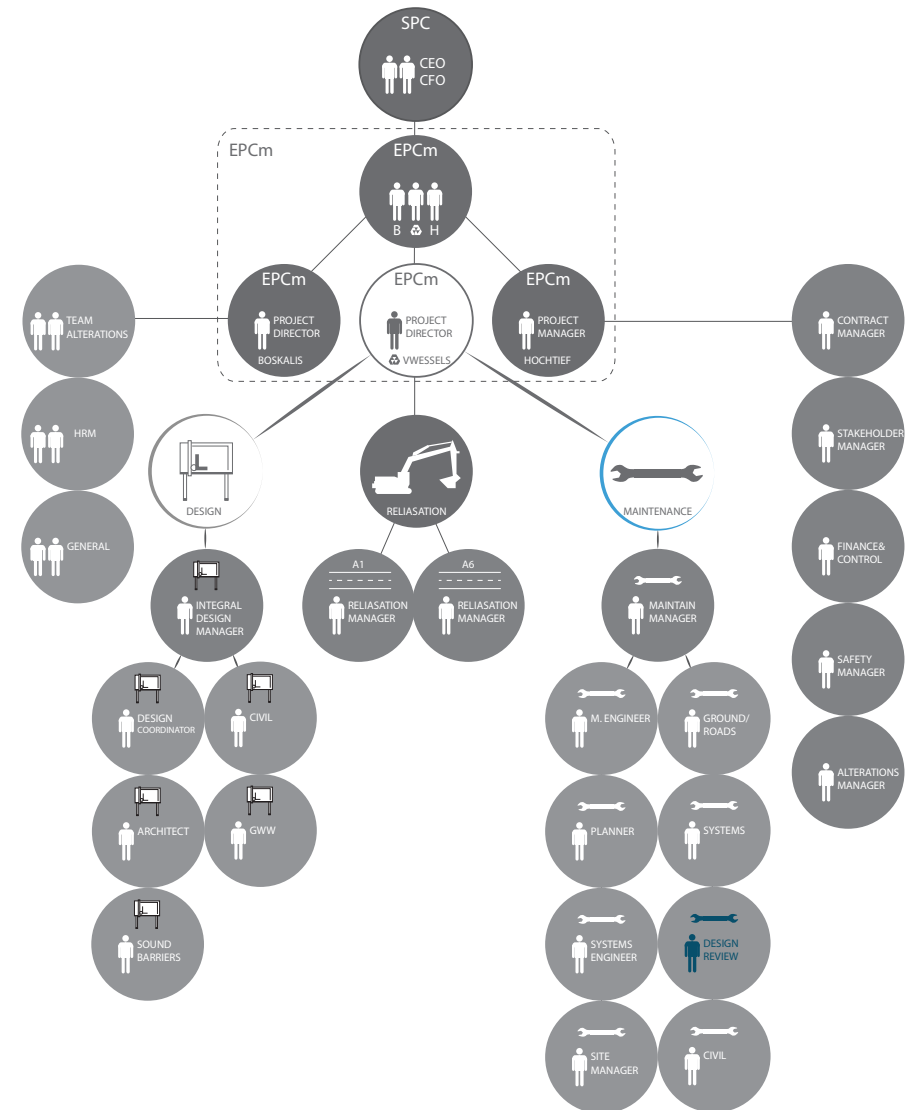 SPC
CEO
CFO
EPCm
EPCm
B H
EPCm
PROJECT
DIRECTOR
BOSKALIS
EPCm
PROJECT
DIRECTOR
VWESSELS
EPCm
PROJECT
MANAGER
HOCHTIEF
TEAM
ALTERATIONS
HRM
GENERAL
CONTRACT
MANAGER
STAKEHOLDER
MANAGER
FINANCE&
CONTROL
SAFETY
MANAGER
ALTERATIONS
MANAGER
DESIGN
RELIASATION
MAINTENANCE
INTEGRAL
DESIGN
MANAGER
A1
RELIASATION
MANAGER
A6
RELIASATION
MANAGER
MAINTAIN
MANAGER
DESIGN
COORDINATOR
CIVIL
ARCHITECT
GWW
SOUND
BARRIERS
M. ENGINEER
GROUND/
ROADS
PLANNER
SYSTEMS
SYSTEMS
ENGINEER
DESIGN
REVIEW
SITE
MANAGER
CIVIL